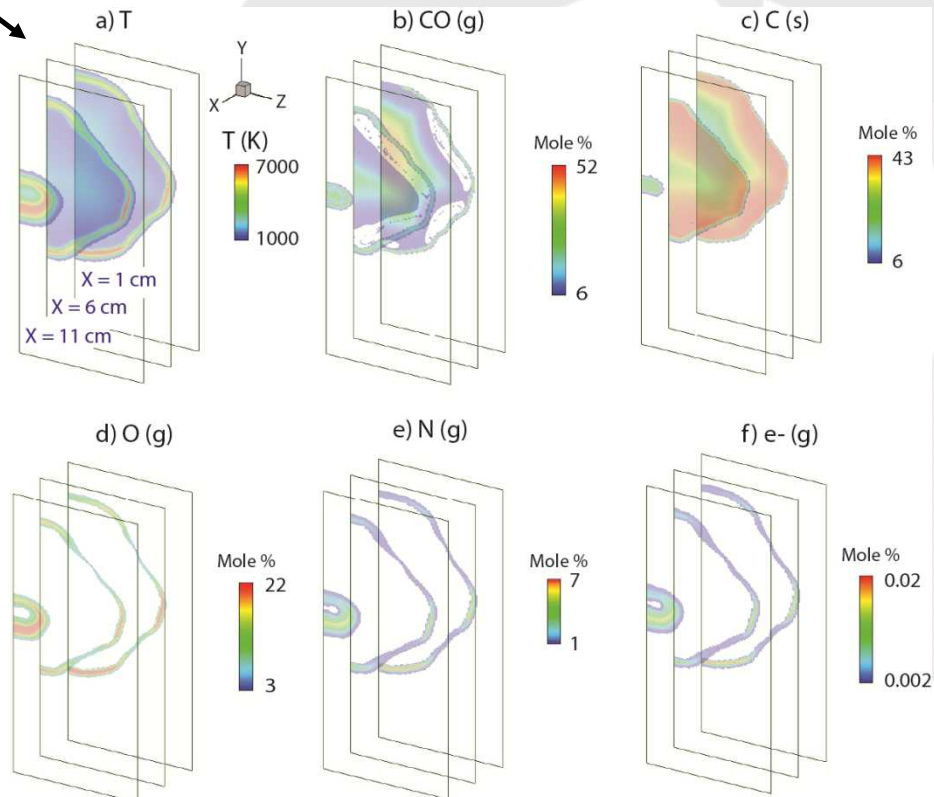 a) T
b) CO (g)
c) C (s)
Y
X
Z
T (K)
7000
1000
X = 1 cm
X = 6 cm
X = 11 cm
Mole %
52
6
Mole %
43
6
d) O (g)
e) N (g)
f) e- (g)
Mole %
22
3
Mole %
7
1
Mole %
0.02
0.002